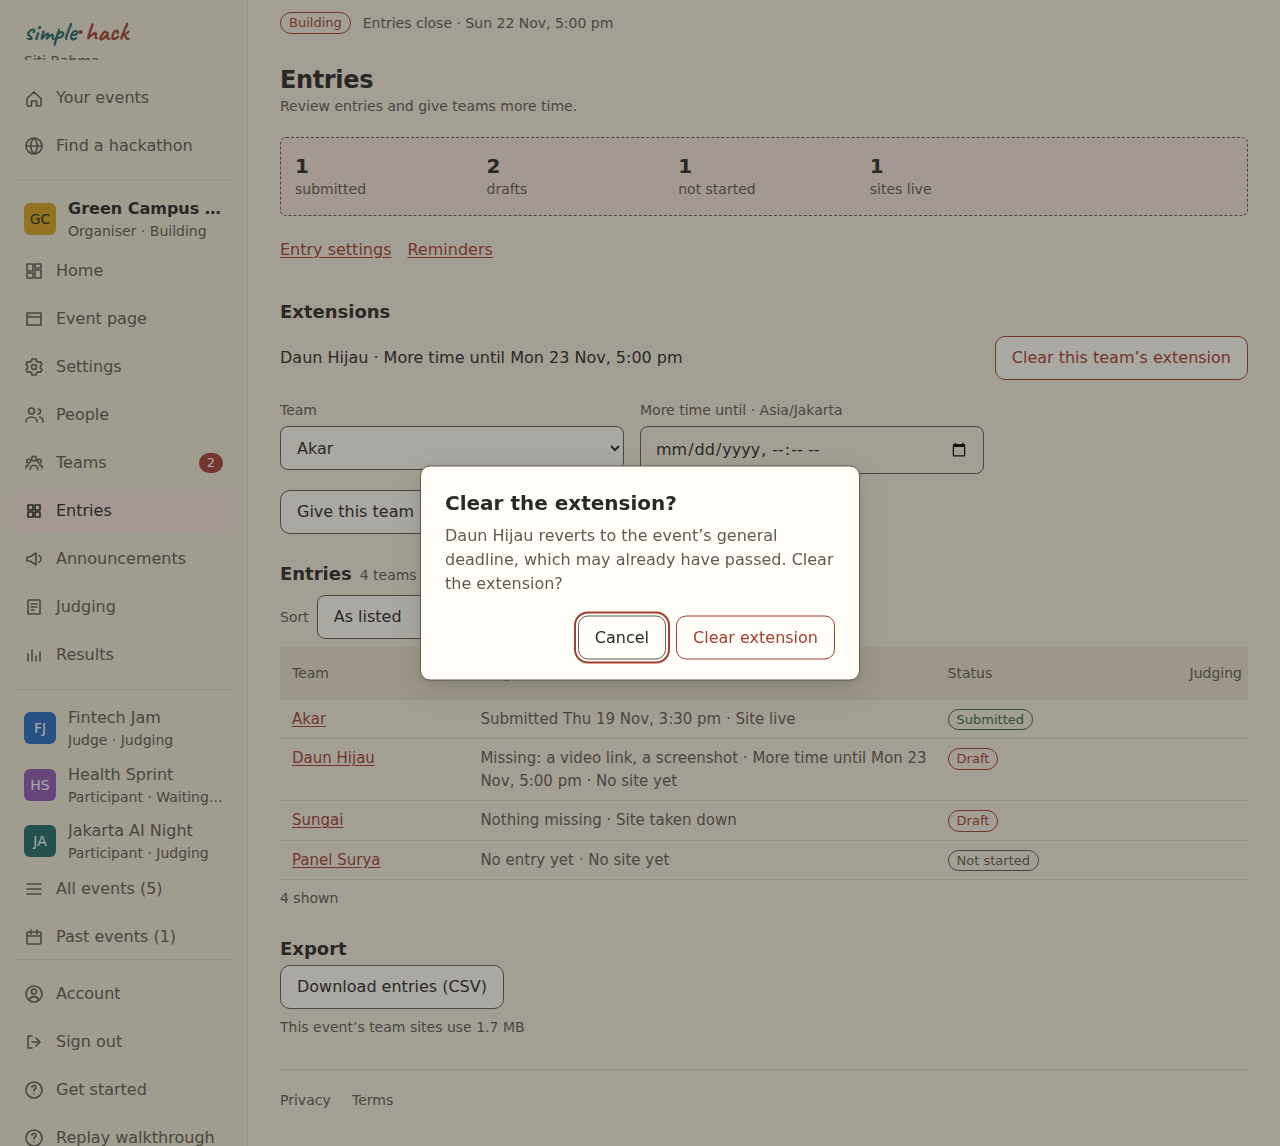 simple·hack
Siti Rahma
Your events
Find a hackathon
GC
Green Campus ...
Organiser · Building
Home
Event page
Settings
People
Teams
2
Entries
Announcements
Judging
Results
FJ
Fintech Jam
Judge · Judging
HS
Health Sprint
Participant · Waiting...
JA
Jakarta AI Night
Participant · Judging
All events (5)
Past events (1)
Account
Sign out
Get started
Replay walkthrough
Building
Entries close · Sun 22 Nov, 5:00 pm
Entries
Review entries and give teams more time.
1
submitted
2
drafts
1
not started
1
sites live
Entry settings
Reminders
Extensions
Daun Hijau · More time until Mon 23 Nov, 5:00 pm
Clear this team’s extension
Team
More time until · Asia/Jakarta
Akar
mm/dd/yyyy, --:-- --
Give this team
Clear the extension?
Daun Hijau reverts to the event’s general
deadline, which may already have passed. Clear
the extension?
Cancel
Clear extension
Entries 4 teams
Sort
As listed
Team
Status
Judging
Akar
Submitted Thu 19 Nov, 3:30 pm · Site live
Submitted
Daun Hijau
Missing: a video link, a screenshot · More time until Mon 23
Nov, 5:00 pm · No site yet
Draft
Sungai
Nothing missing · Site taken down
Draft
Panel Surya
No entry yet · No site yet
Not started
4 shown
Export
Download entries (CSV)
This event’s team sites use 1.7 MB
Privacy
Terms